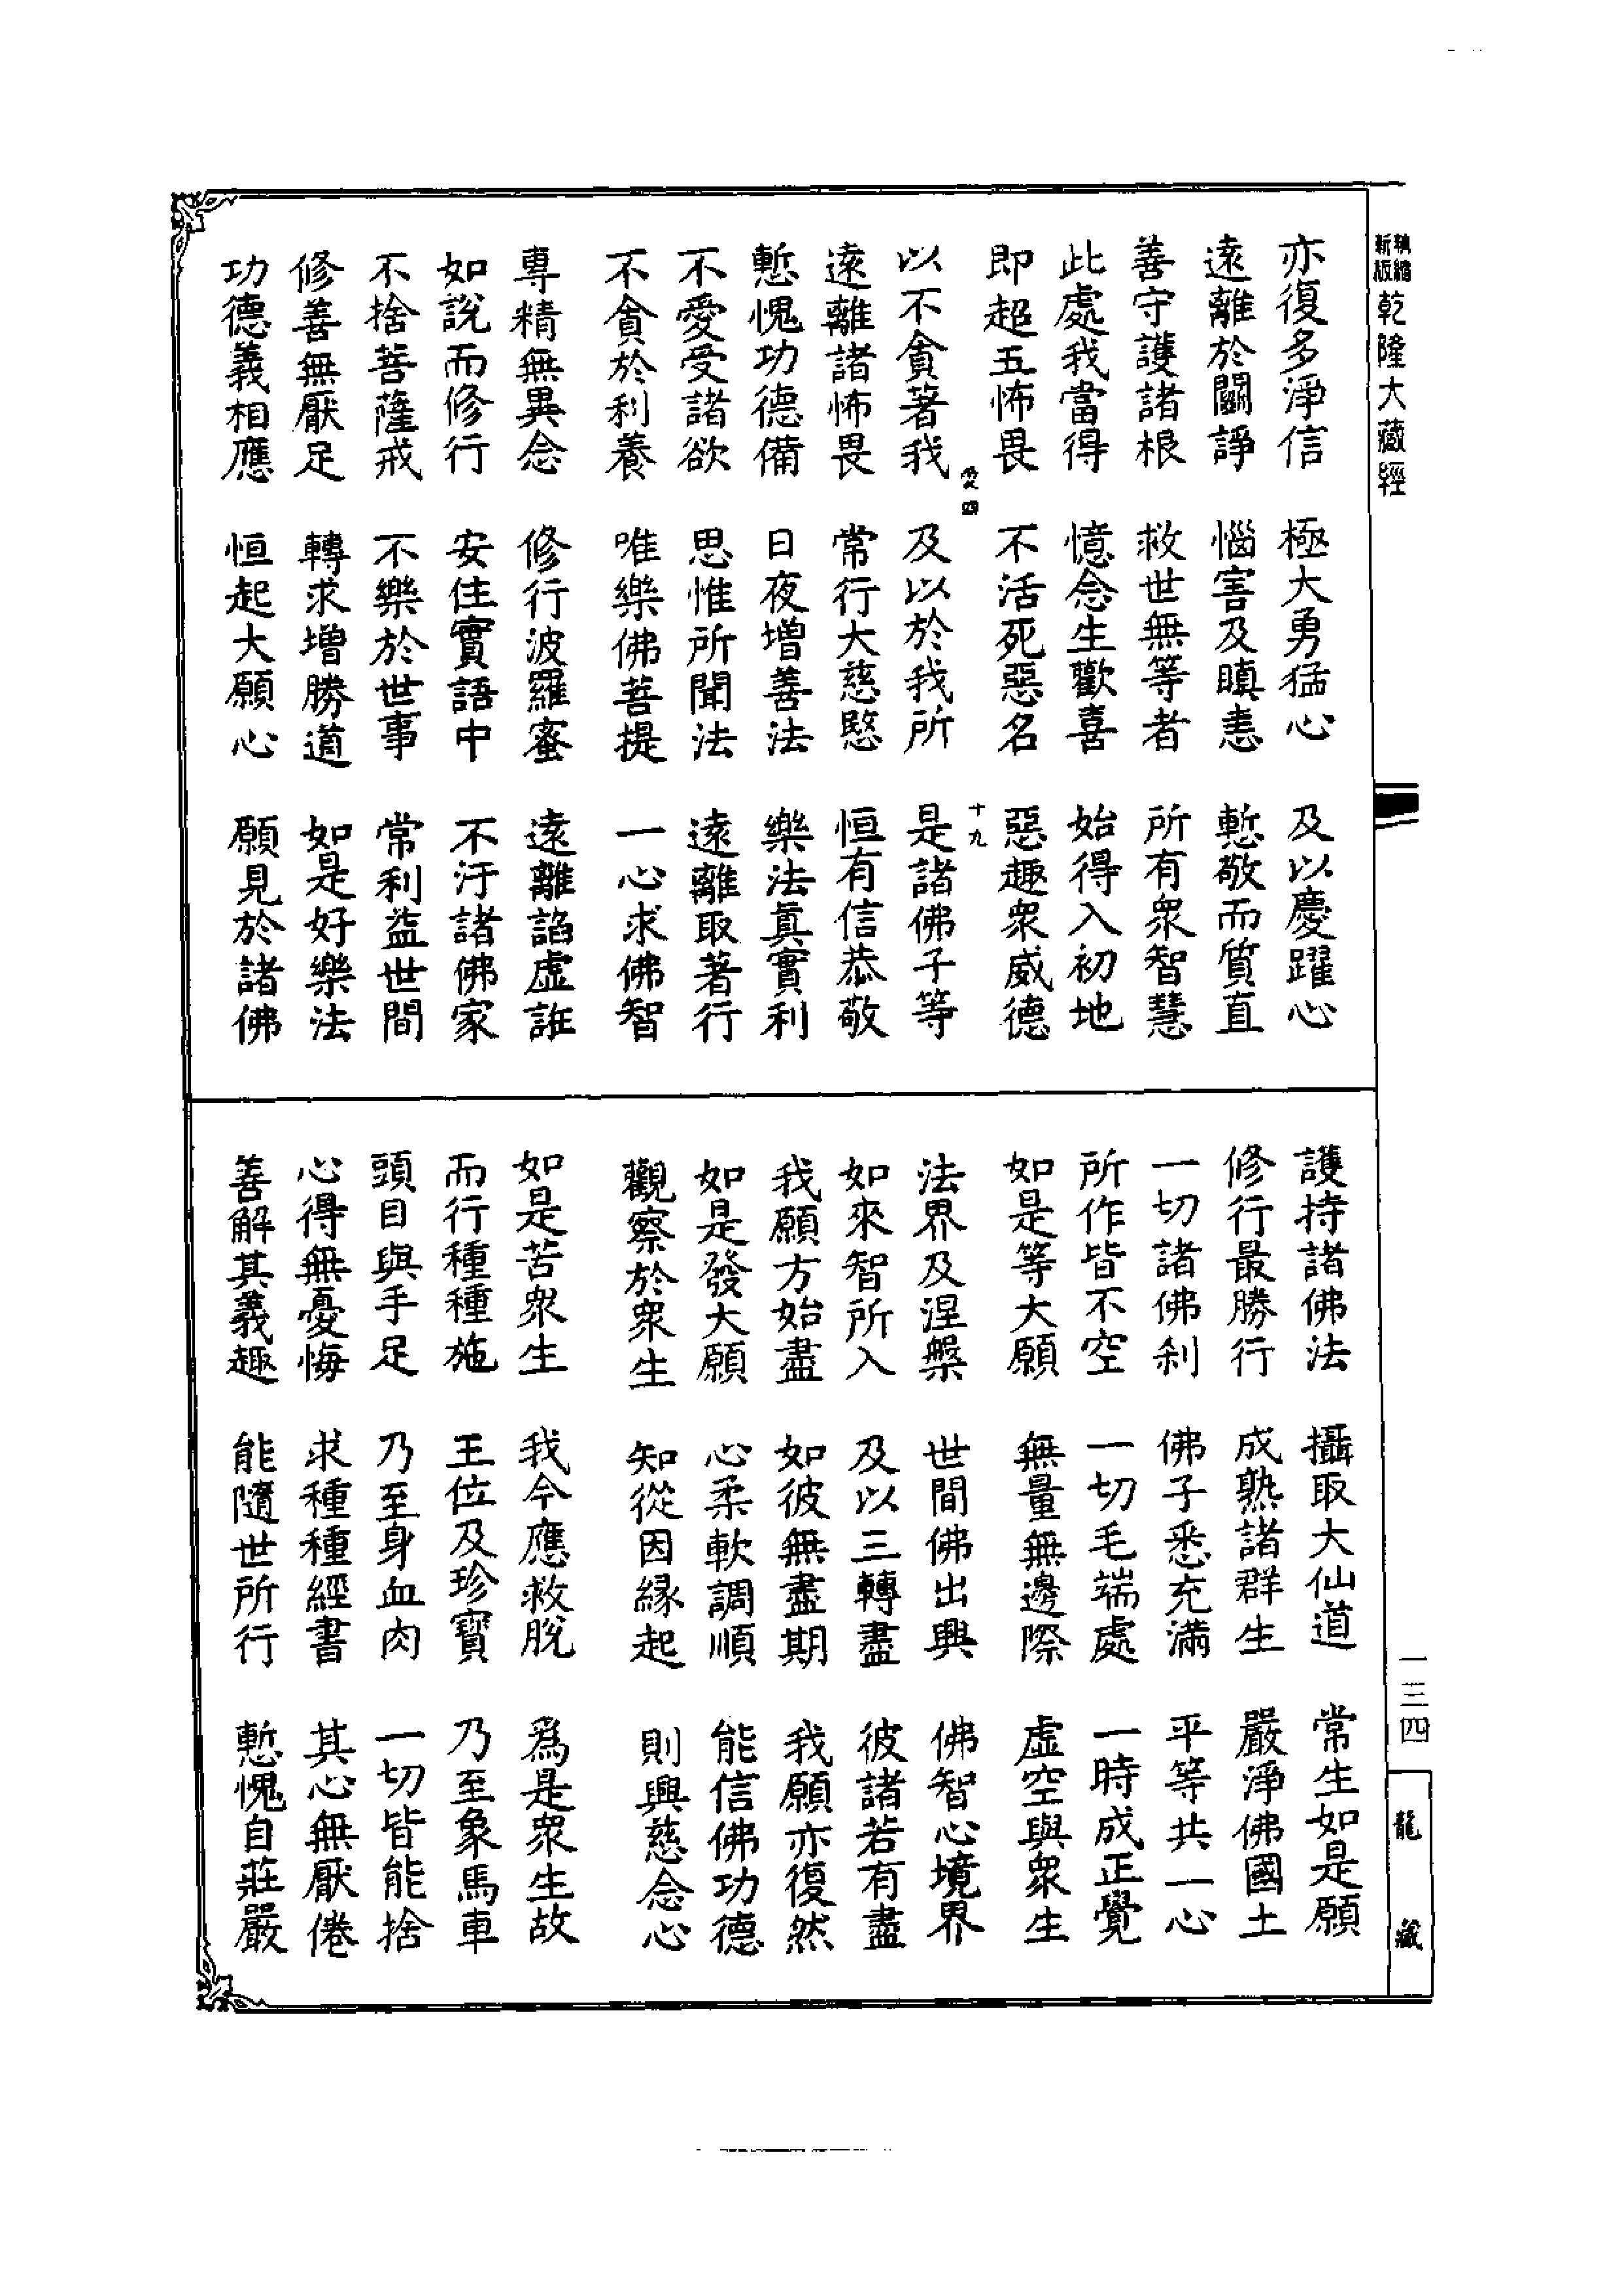 新縮
新版
乾隆大藏經
亦復多淨信 極大勇猛心 及以慶躍心
遠離於鬬諍 惱害及瞋恚 慙敬而質直
善守護諸根 救世無等者 所有衆智慧
此處我當得 憶念生歡喜 始得入初地
即超五怖畏 不活死惡名 惡趣衆威德
四 十九
以不貪著我 及以於我所 是諸佛子等
遠離諸怖畏 常行大慈愍 恒有信恭敬
慙愧功德備 日夜增善法 樂法真實利
不愛受諸欲 思惟所聞法 遠離取著行
不貪於利養 唯樂佛菩提 一心求佛智
專精無異念 修行波羅蜜 遠離諂虛誑
如說而修行 安住實語中 不汙諸佛家
不捨菩薩戒 不樂於世事 常利益世間
修善無厭足 轉求增勝道 如是好樂法
功德義相應 恒起大願心 願見於諸佛
護持諸佛法 攝取大仙道 常生如是願
修行最勝行 成熟諸群生 嚴淨佛國土
一切諸佛刹 佛子悉充滿 平等共一心
所作皆不空 一切毛端處 一時成正覺
如是等大願 無量無邊際 虛空與衆生
法界及涅槃 世間佛出興 佛智心境界
如來智所入 及以三轉盡 彼諸若有盡
我願方始盡 如彼無盡期 我願亦復然
如是發大願 心柔軟調順 能信佛功德
觀察於衆生 知從因緣起 則興慈念心
如是苦衆生 我今應救脫 爲是衆生故
而行種種施 王位及珍寶 乃至象馬車
頭目與手足 乃至身血肉 一切皆能捨
心得無憂悔 求種種經書 其心無厭倦
善解其義趣 能隨世所行 慙愧自莊嚴
一三四
龍藏